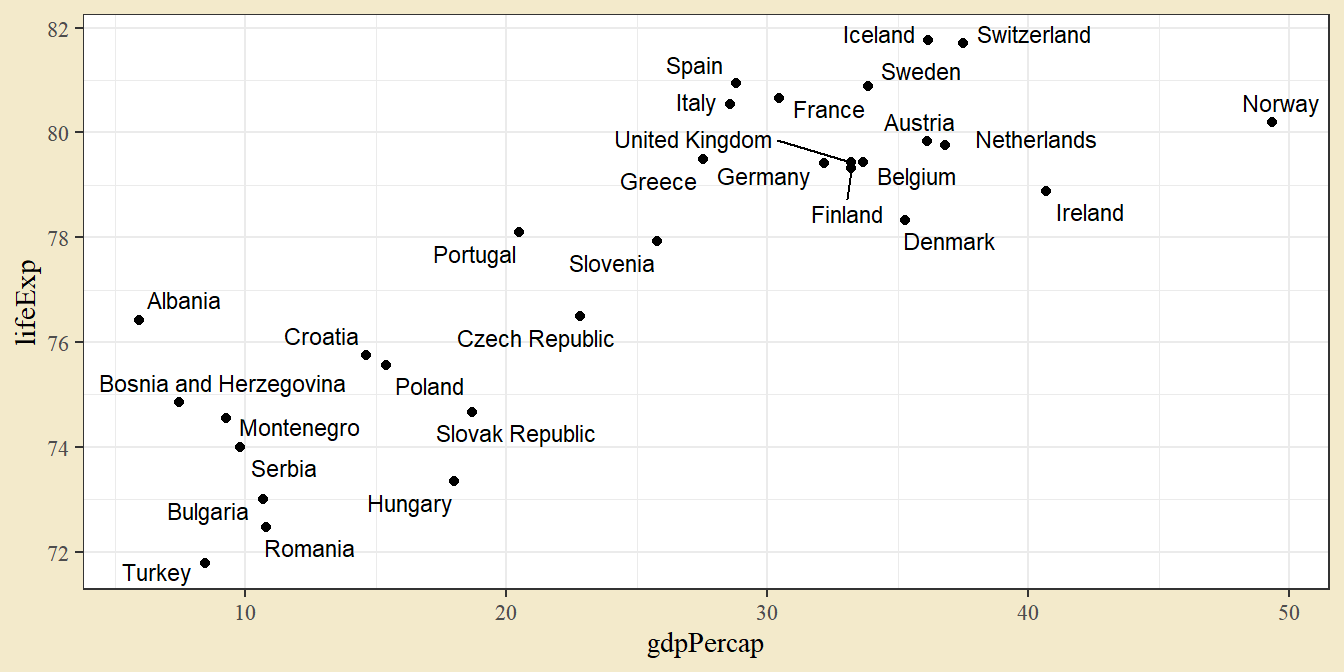 82
80
78
76
74
72
lifeExp
Iceland
Switzerland
Spain
Sweden
Italy
France
Norway
Austria
United Kingdom
Netherlands
Greece
Germany
Belgium
Finland
Ireland
Denmark
Portugal
Slovenia
Albania
Croatia
Czech Republic
Bosnia and Herzegovina
Poland
Montenegro
Slovak Republic
Serbia
Hungary
Bulgaria
Romania
Turkey
10
20
30
40
50
gdpPercap